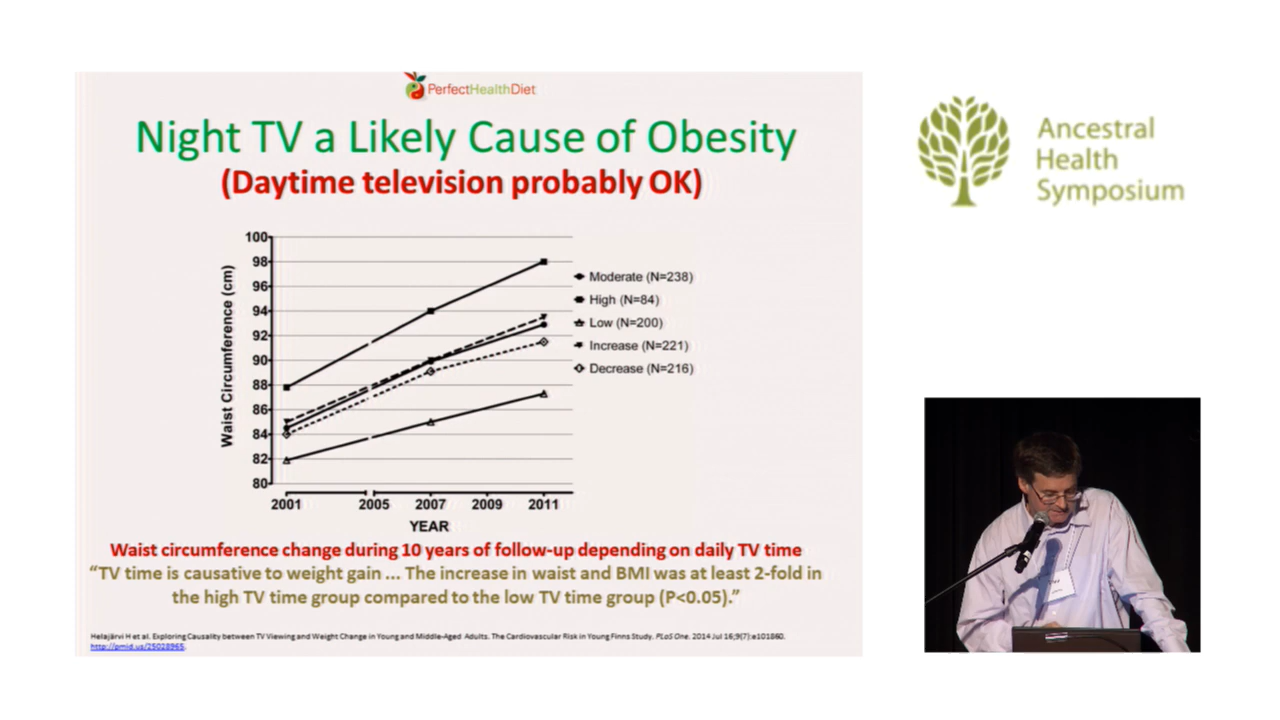 PerfectHealthDiet
Night TV a Likely Cause of Obesity
(Daytime television probably OK)
100
98
96
94
92
90
88
86
84
82
80
Waist Circumference (cm)
2001 2005 2007 2009 2011
YEAR
Moderate (N=238)
High (N=84)
Low (N=200)
Increase (N=221)
Decrease (N=216)
Waist circumference change during 10 years of follow-up depending on daily TV time
“TV time is causative to weight gain ... The increase in waist and BMI was at least 2-fold in
the high TV time group compared to the low TV time group (P<0.05).”
Helajärvi H et al. Exploring Causality between TV Viewing and Weight Change in Young and Middle-Aged Adults. The Cardiovascular Risk in Young Finns Study. PLoS One. 2014 Jul 16;9(7):e101860.
http://pmid.us/25028965.
Ancestral
Health
Symposium